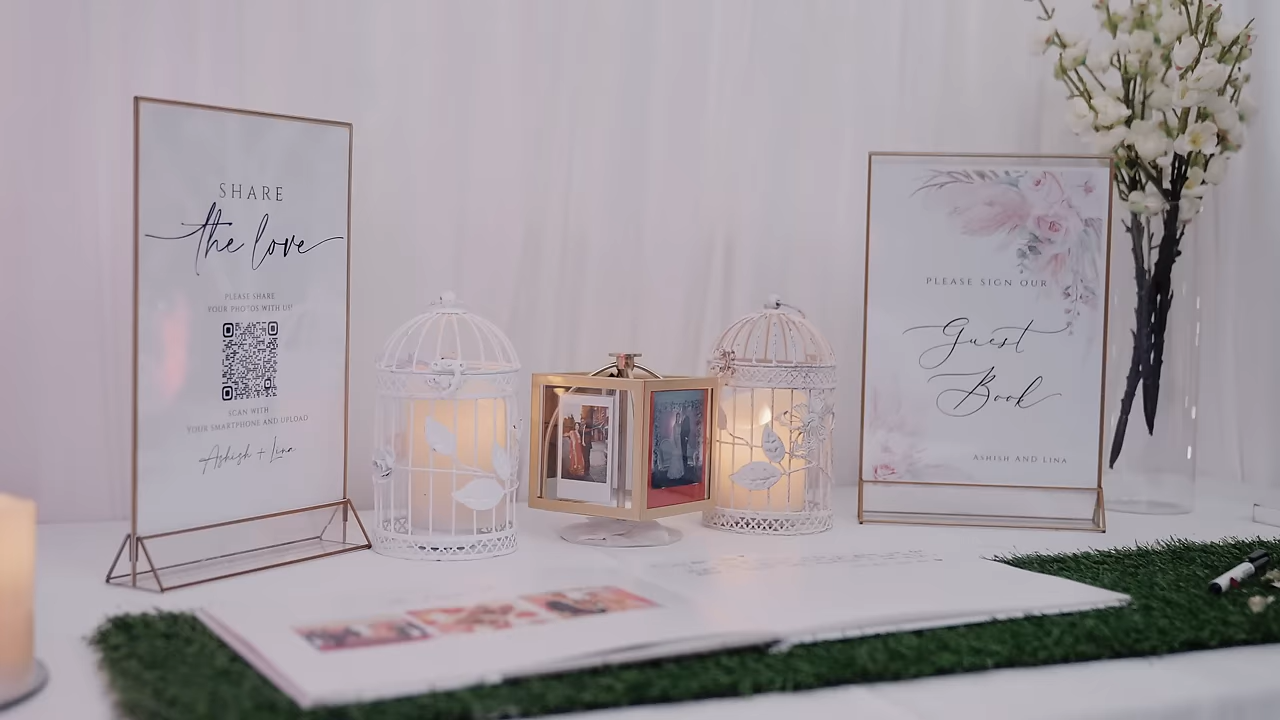 SHARE
the love
PLEASE SHARE
YOUR PHOTOS WITH US!
SCAN WITH
YOUR SMARTPHONE AND UPLOAD
Ashish + Lina
PLEASE SIGN OUR
Guest
Book
ASHISH AND LINA